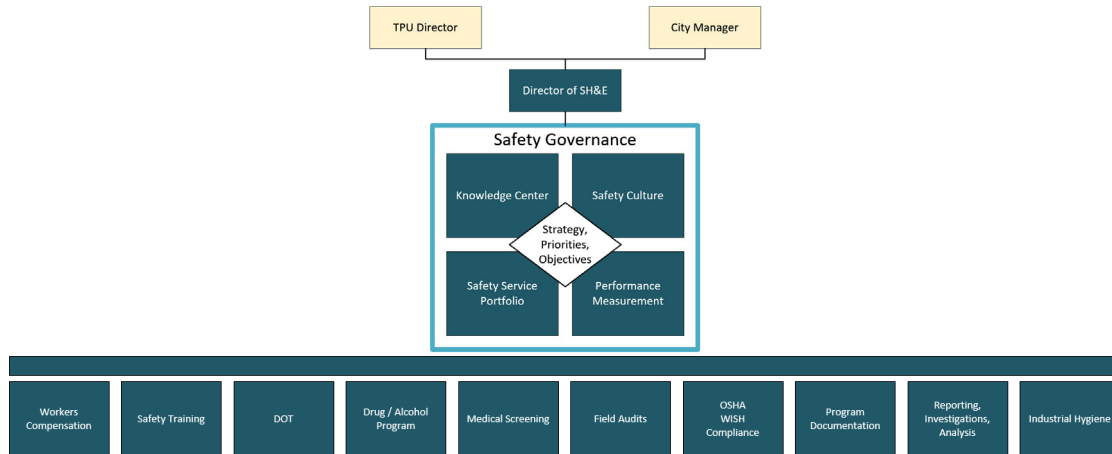 TPU Director
City Manager
Director of SH&E
Safety Governance
Knowledge Center
Safety Culture
Strategy,
Priorities,
Objectives
Safety Service
Portfolio
Performance
Measurement
Workers
Compensation
Safety Training
DOT
Drug / Alcohol
Program
Medical Screening
Field Audits
OSHA
WISH
Compliance
Program
Documentation
Reporting,
Investigations,
Analysis
Industrial Hygiene